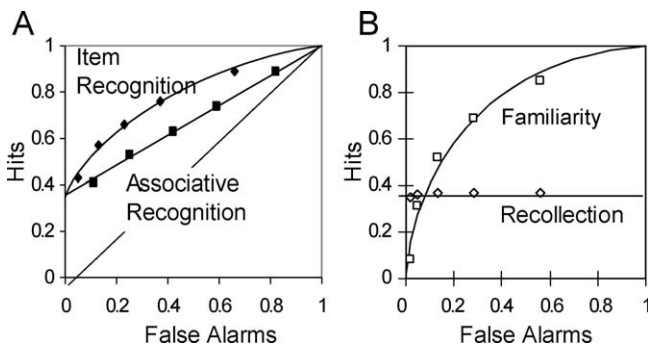 A
Hits
1
0.8
0.6
0.4
0.2
0
Item
Recognition
Associative
Recognition
0 0.2 0.4 0.6 0.8 1
False Alarms
B
Hits
1
0.8
0.6
0.4
0.2
0
Familiarity
Recollection
0 0.2 0.4 0.6 0.8 1
False Alarms